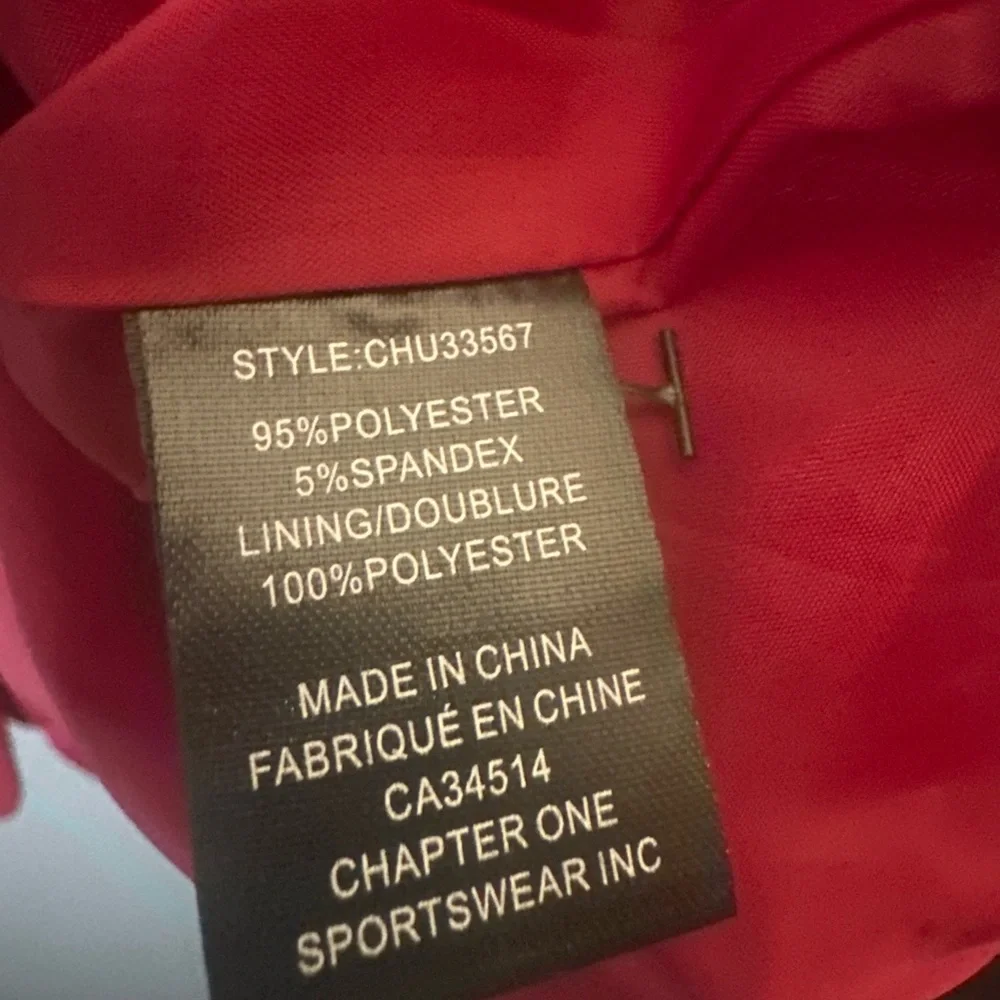 STYLE:CHU33567
95%POLYESTER
5%SPANDEX
LINING/DOUBLURE
100%POLYESTER
MADE IN CHINA
FABRIQUÉ EN CHINE
CA34514
CHAPTER ONE
SPORTSWEAR INC